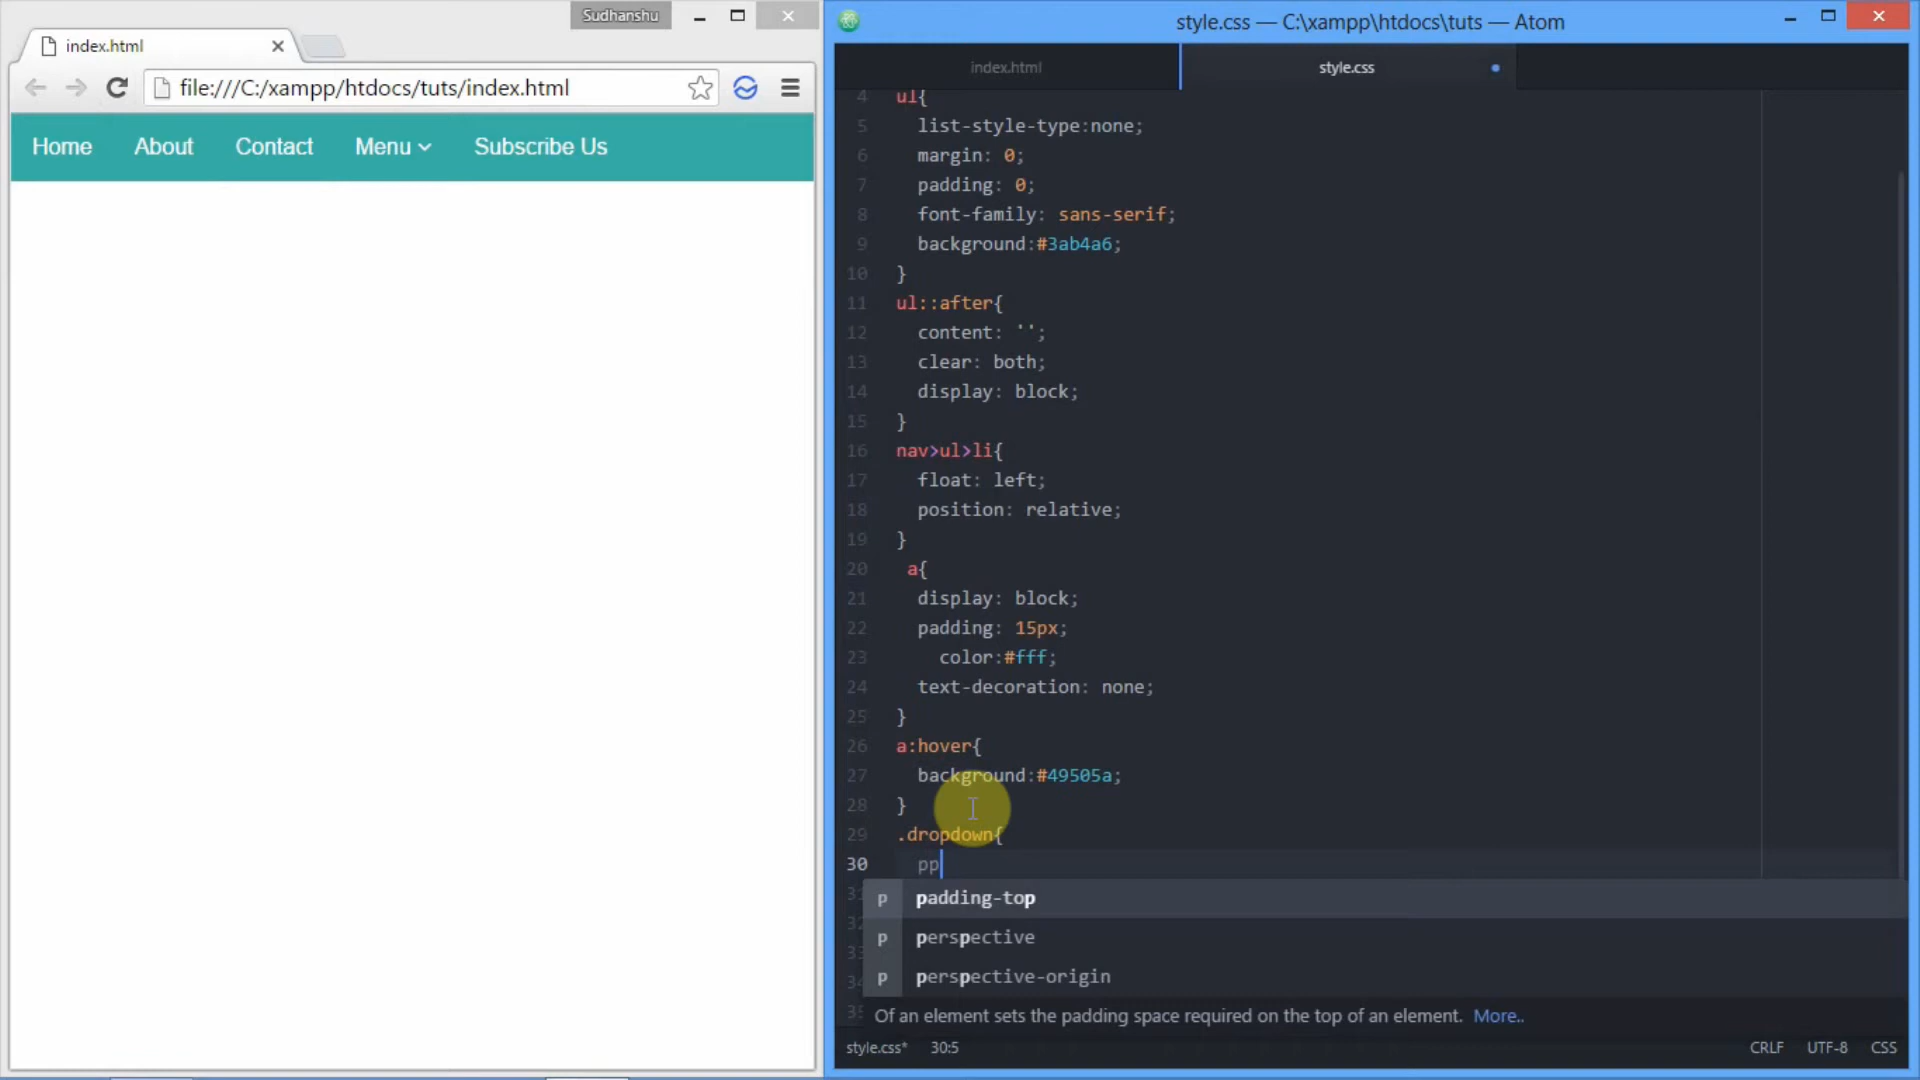 Sudhanshu
index.html
file:///C:/xampp/htdocs/tuts/index.html
Home About Contact Menu Subscribe Us
style.css — C:\xampp\htdocs\tuts — Atom
index.html style.css
4 ul{
5 list-style-type:none;
6 margin: 0;
7 padding: 0;
8 font-family: sans-serif;
9 background:#3ab4a6;
10 }
11 ul::after{
12 content: '';
13 clear: both;
14 display: block;
15 }
16 nav>ul>li{
17 float: left;
18 position: relative;
19 }
20 a{
21 display: block;
22 padding: 15px;
23 color:#fff;
24 text-decoration: none;
25 }
26 a:hover{
27 background:#49505a;
28 }
29 .dropdown{
30 pp
p padding-top
p perspective
p perspective-origin
Of an element sets the padding space required on the top of an element. More..
style.css* 30:5 CRLF UTF-8 CSS